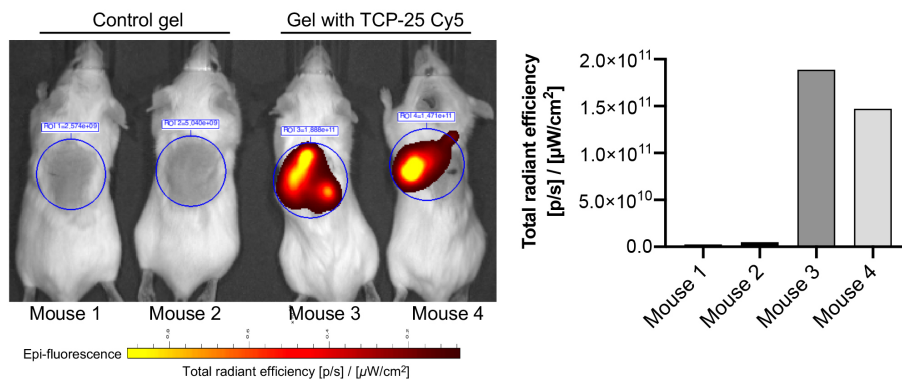 Control gel
Gel with TCP-25 Cy5
ROI 1=2,574e+09
ROI 2=5,040e+09
ROI 3=1,888e+11
ROI 4=1,471e+11
Mouse 1
Mouse 2
Mouse 3
Mouse 4
Epi-fluorescence
Total radiant efficiency [p/s] / [µW/cm²]
Total radiant efficiency
[p/s] / [µW/cm²]
2.0×10¹¹
1.5×10¹¹
1.0×10¹¹
5.0×10¹⁰
0.0
Mouse 1
Mouse 2
Mouse 3
Mouse 4